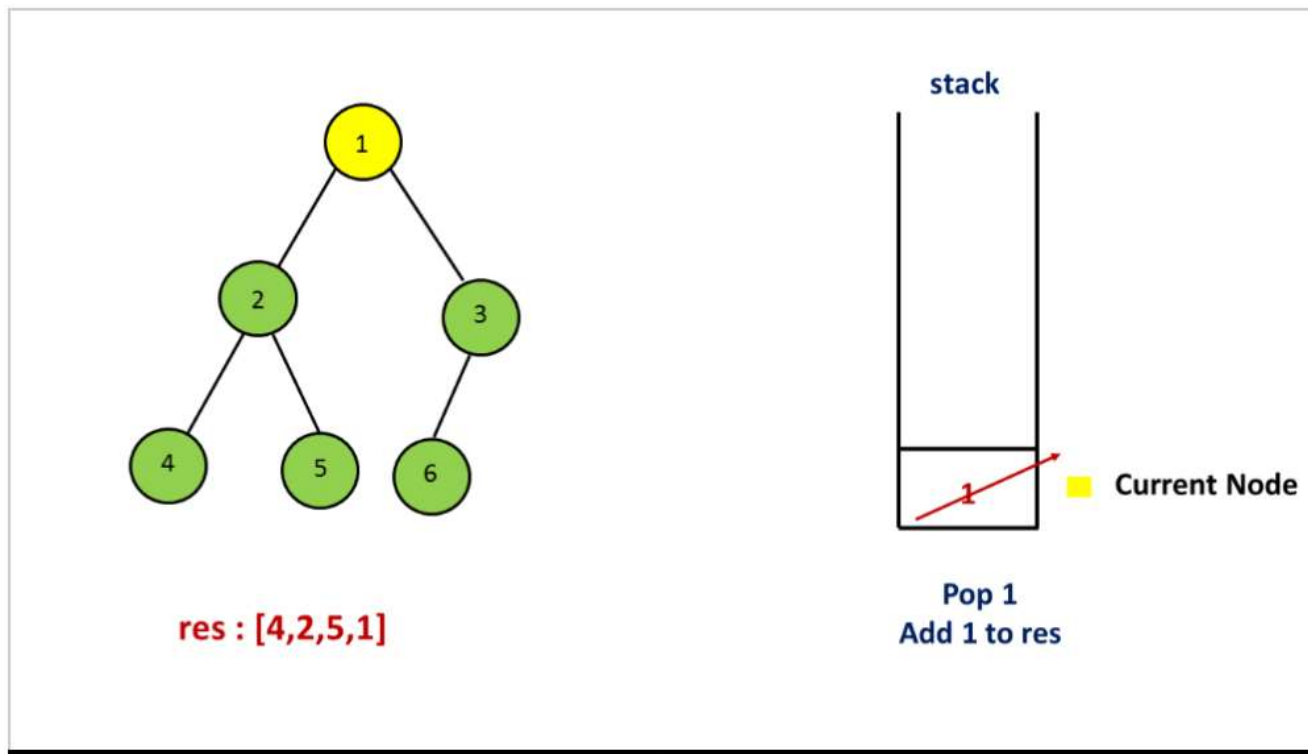 stack
1
2
3
4
5
6
1
Current Node
Pop 1
Add 1 to res
res : [4,2,5,1]